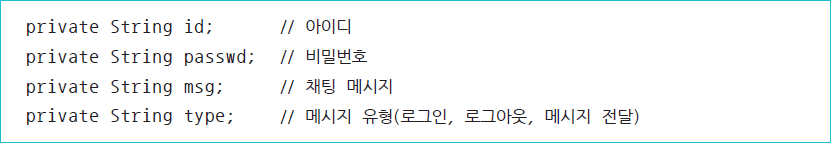 private String id;      // 아이디
private String passwd;  // 비밀번호
private String msg;     // 채팅 메시지
private String type;    // 메시지 유형(로그인, 로그아웃, 메시지 전달)